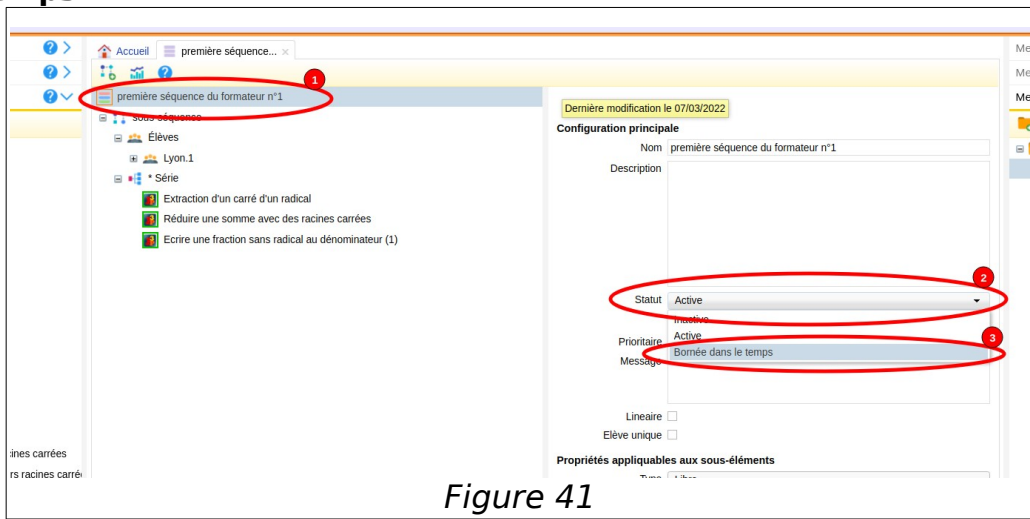 Accueil première séquence... ×
1
première séquence du formateur n°1
sous-séquence
Élèves
Lyon.1
* Série
Extraction d'un carré d'un radical
Réduire une somme avec des racines carrées
Ecrire une fraction sans radical au dénominateur (1)
Dernière modification le 07/03/2022
Configuration principale
Nom première séquence du formateur n°1
Description
2
Statut Active
Inactive
Active
3
Prioritaire
Bornée dans le temps
Message
Lineaire
Elève unique
Propriétés appliquables aux sous-éléments
Type Libre
ines carrées
rs racines carré
Me
Me
Me
Figure 41